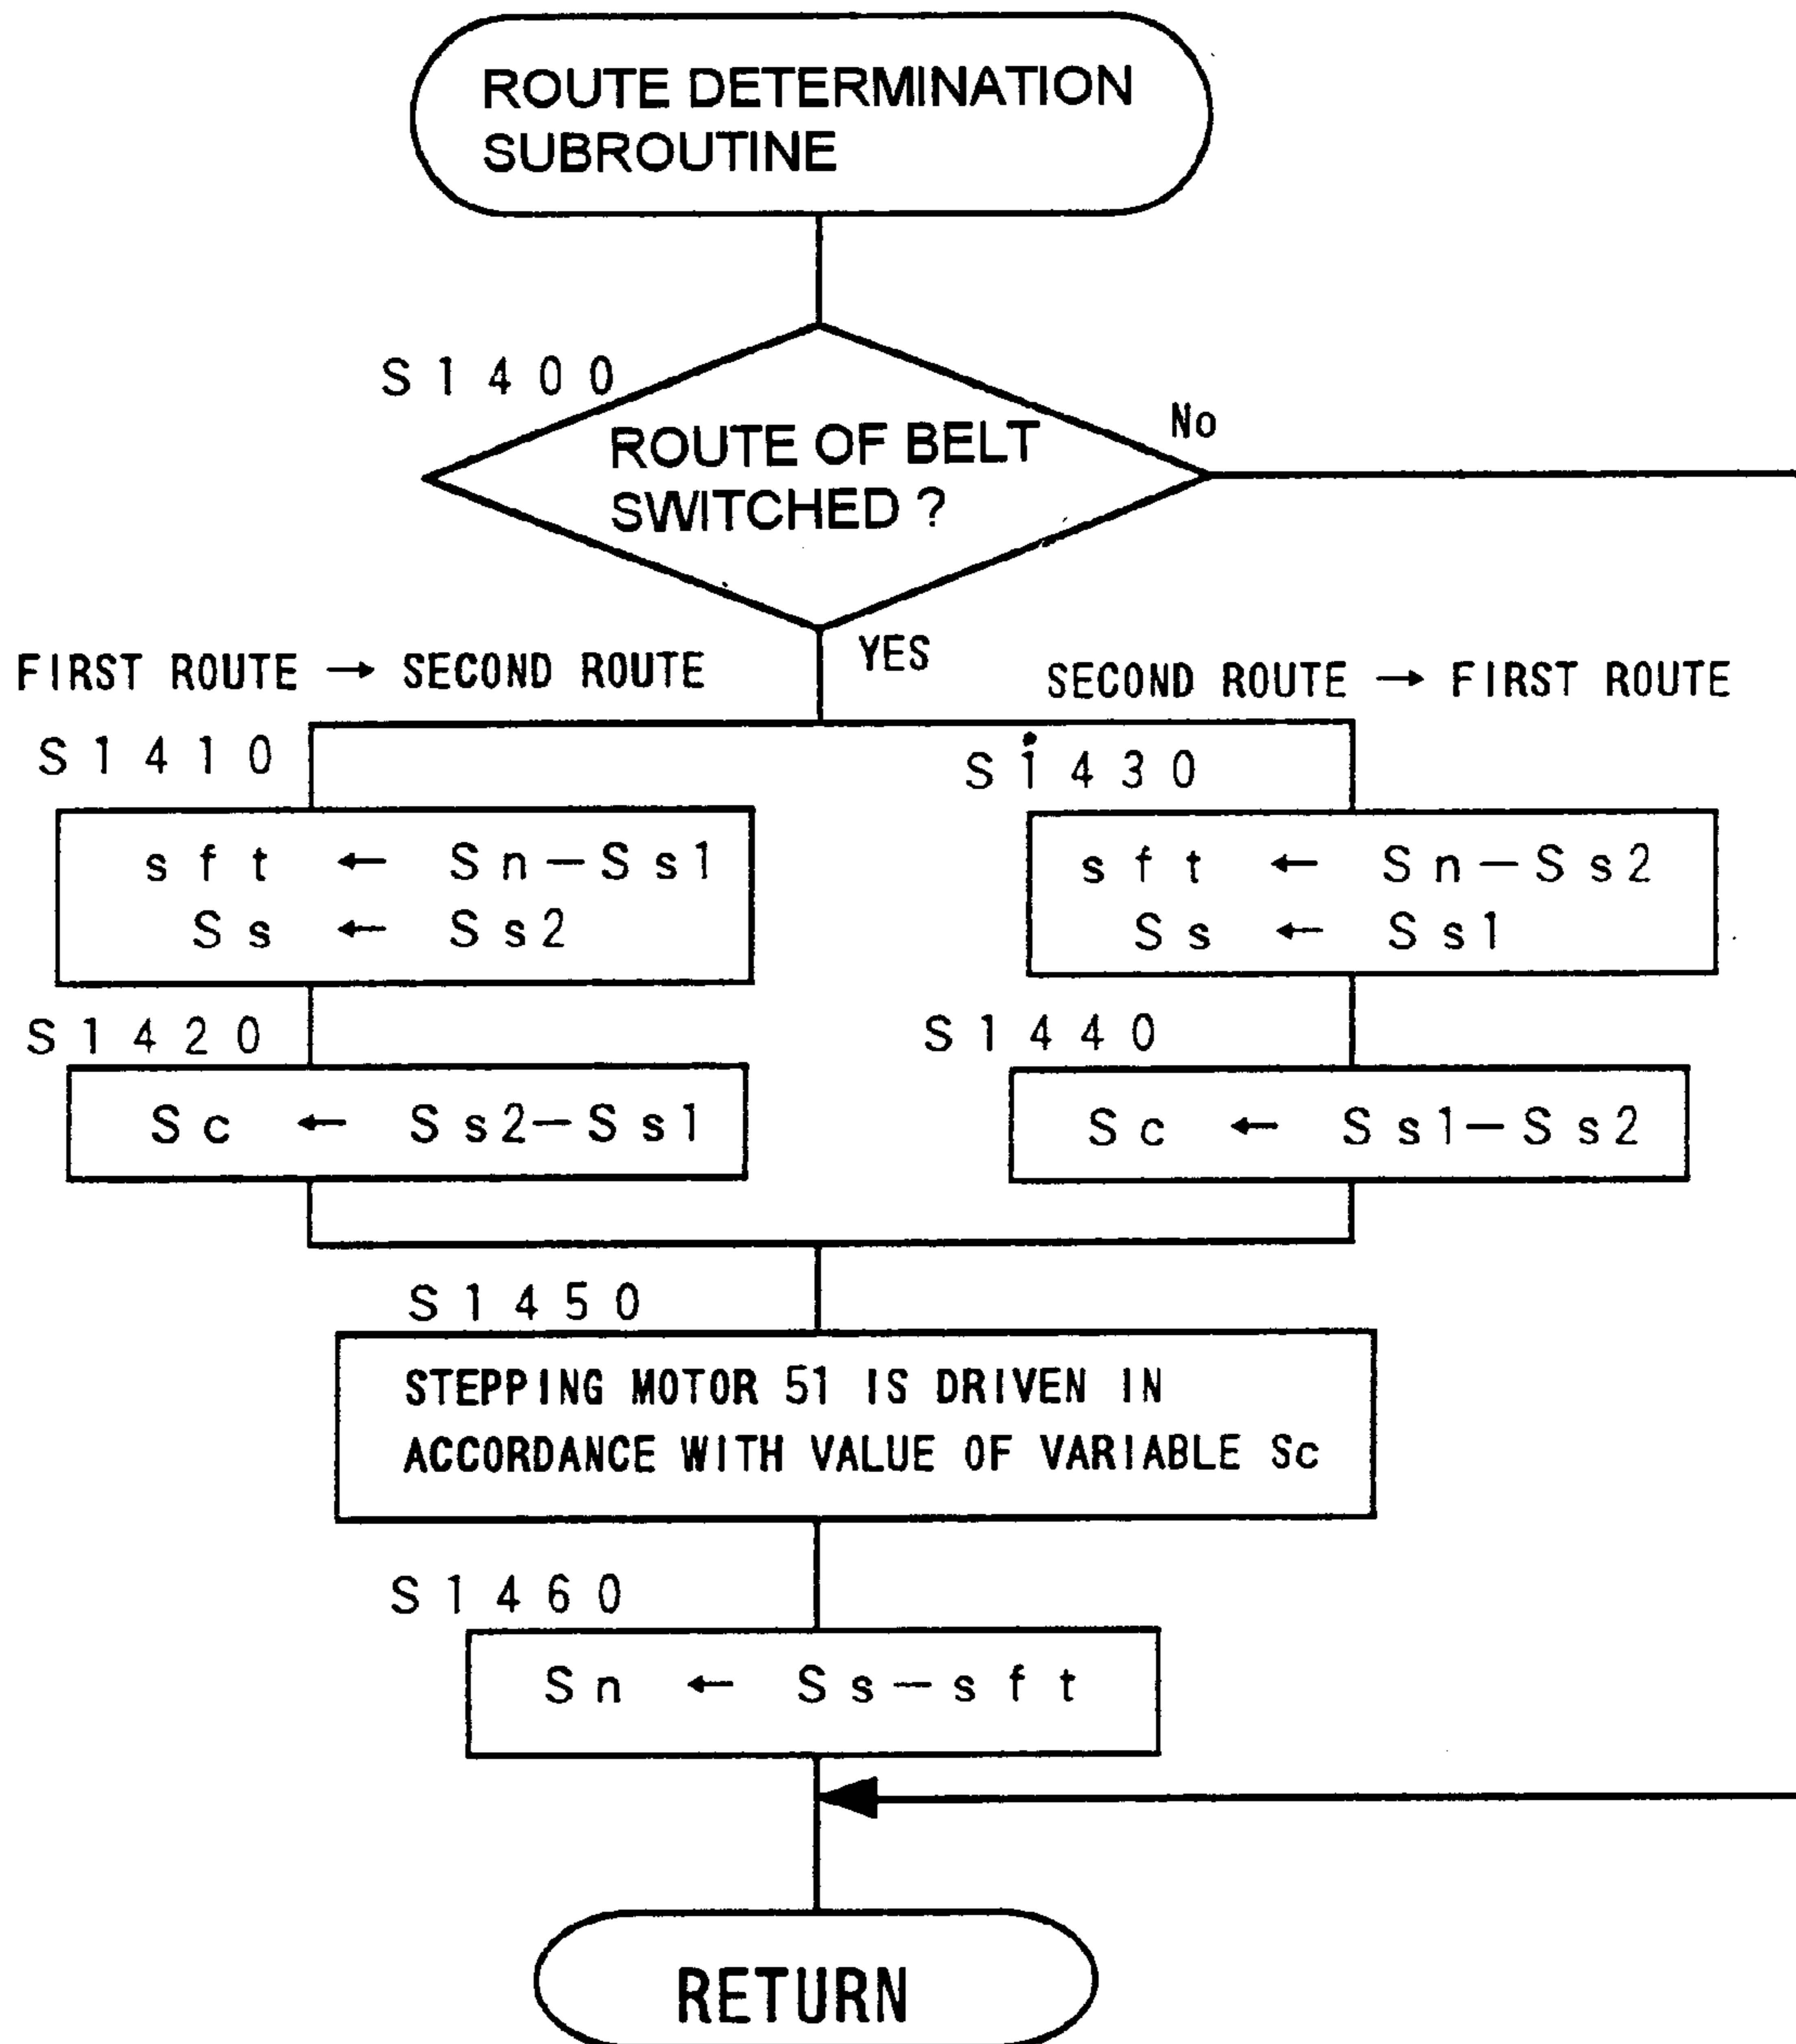 ROUTE DETERMINATION
SUBROUTINE
S1400
ROUTE OF BELT
SWITCHED ?
No
YES
FIRST ROUTE → SECOND ROUTE
SECOND ROUTE → FIRST ROUTE
S1410
sft ← Sn-Ss1
Ss ← Ss2
S1420
Sc ← Ss2-Ss1
S1430
sft ← Sn-Ss2
Ss ← Ss1
S1440
Sc ← Ss1-Ss2
S1450
STEPPING MOTOR 51 IS DRIVEN IN
ACCORDANCE WITH VALUE OF VARIABLE Sc
S1460
Sn ← Ss-sft
RETURN